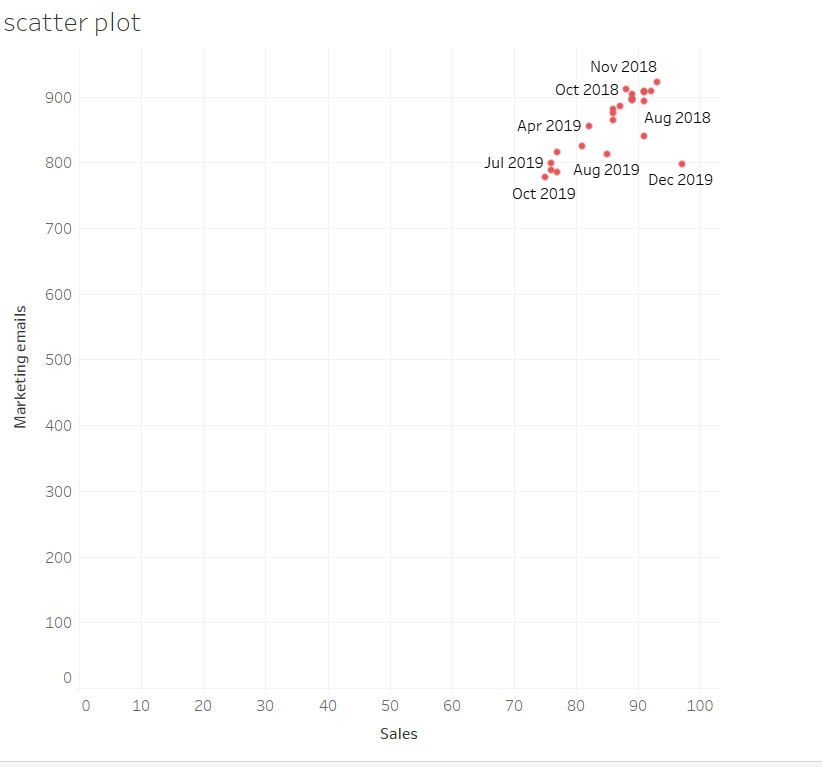 scatter plot
Nov 2018
Oct 2018
Aug 2018
Apr 2019
Jul 2019
Aug 2019
Dec 2019
Oct 2019
Marketing emails
900
800
700
600
500
400
300
200
100
0
0 10 20 30 40 50 60 70 80 90 100
Sales